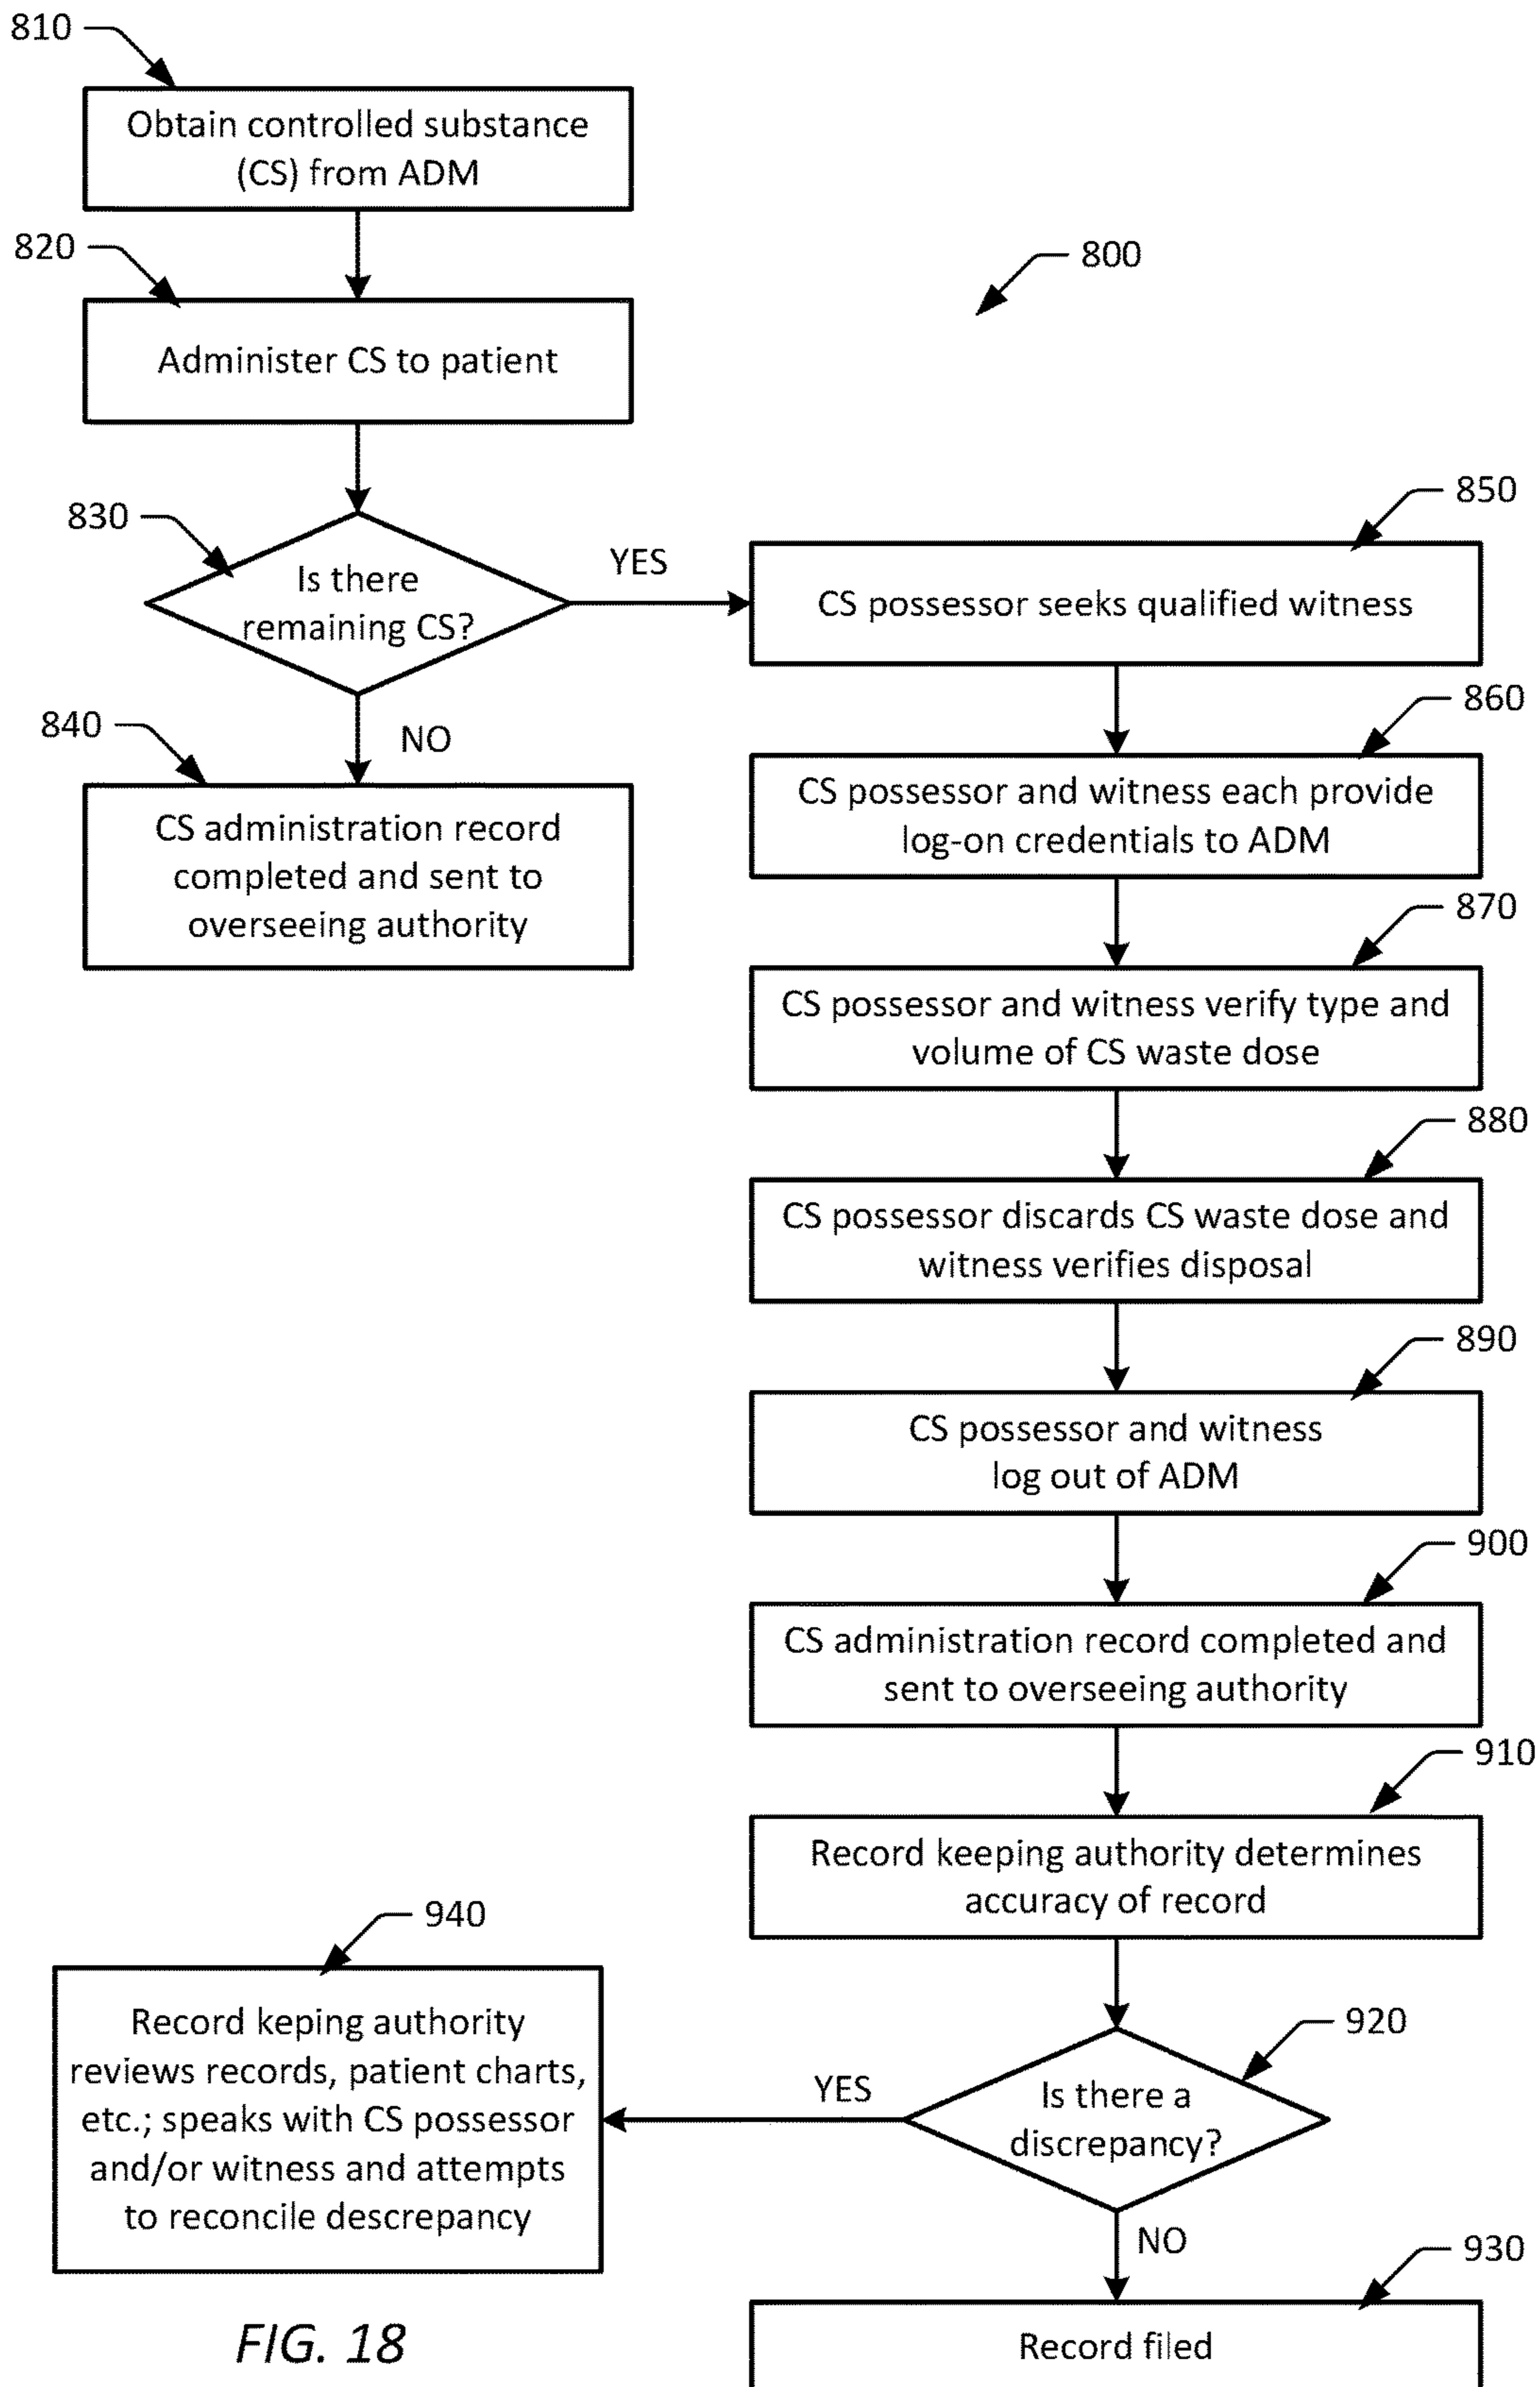 810
Obtain controlled substance
(CS) from ADM
820
Administer CS to patient
800
830
Is there
remaining CS?
YES
NO
840
CS administration record
completed and sent to
overseeing authority
850
CS possessor seeks qualified witness
860
CS possessor and witness each provide
log-on credentials to ADM
870
CS possessor and witness verify type and
volume of CS waste dose
880
CS possessor discards CS waste dose and
witness verifies disposal
890
CS possessor and witness
log out of ADM
900
CS administration record completed and
sent to overseeing authority
910
Record keeping authority determines
accuracy of record
920
Is there a
discrepancy?
YES
NO
940
Record keping authority
reviews records, patient charts,
etc.; speaks with CS possessor
and/or witness and attempts
to reconcile descrepancy
930
Record filed
FIG. 18